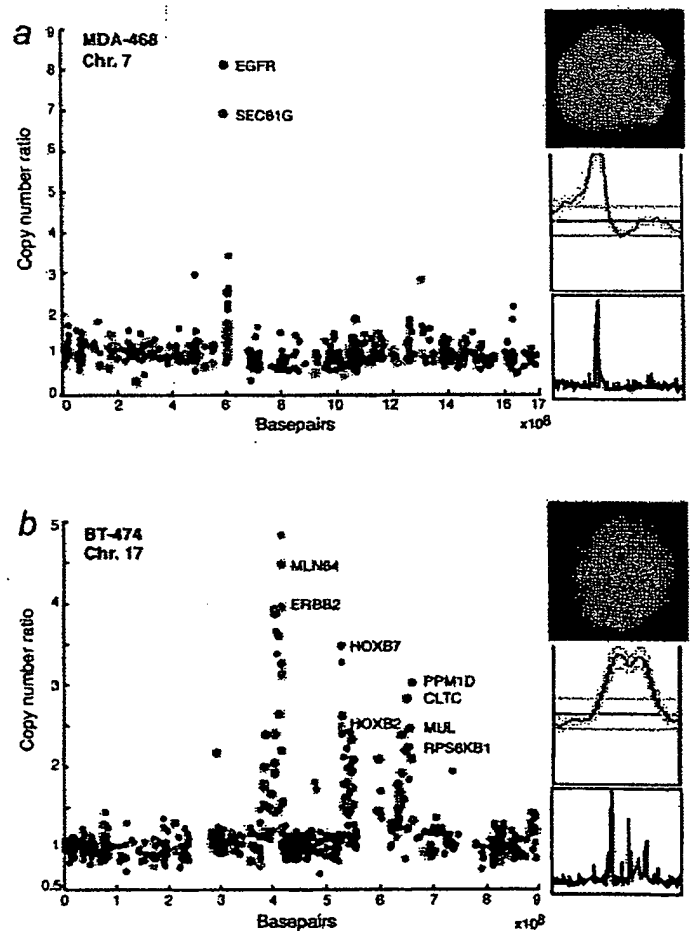 a
MDA-468
Chr. 7
9
8
7
6
5
4
3
2
1
0
Copy number ratio
EGFR
SEC61G
0 2 4 6 8 10 12 14 16 17
Basepairs
x10⁸
b
BT-474
Chr. 17
5
4
3
2
1
0.5
Copy number ratio
MLN64
ERBB2
HOXB7
PPM1D
CLTC
HOXB2
MUL
RPS6KB1
0 1 2 3 4 5 6 7 8 9
Basepairs
x10⁸